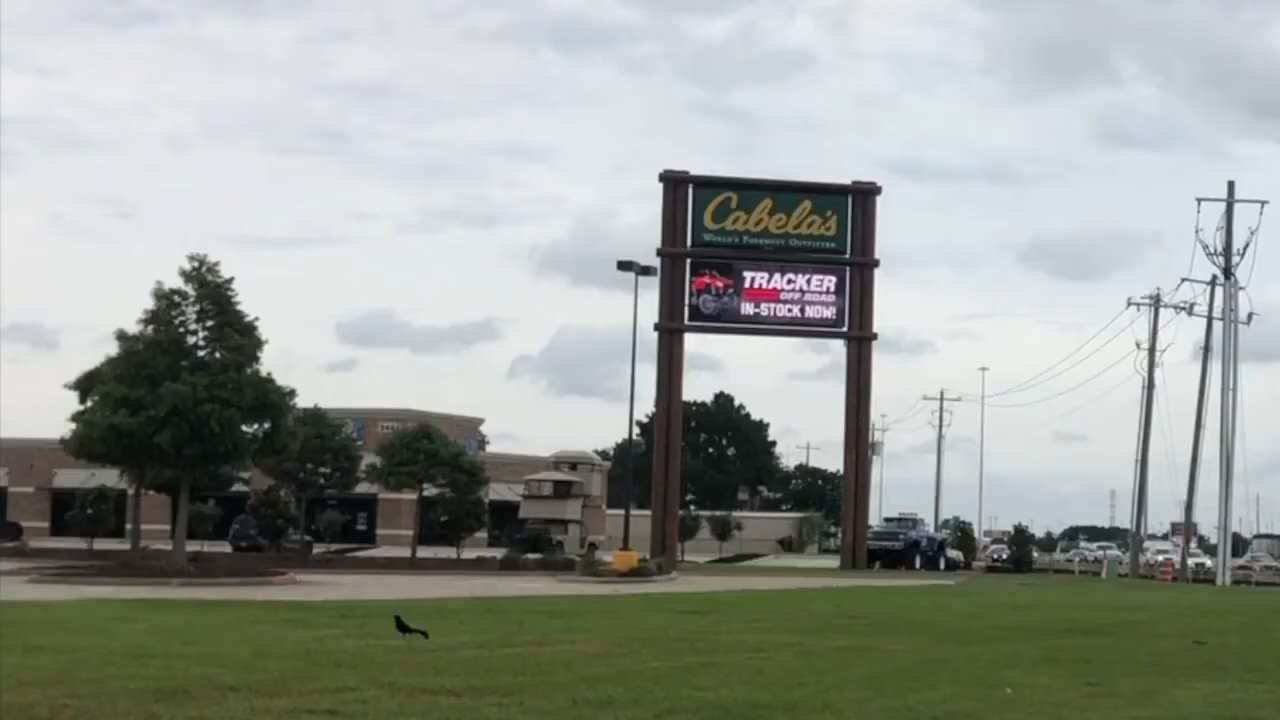 Cabela's
WORLD'S FOREMOST OUTFITTER
TRACKER
OFF ROAD
IN-STOCK NOW!